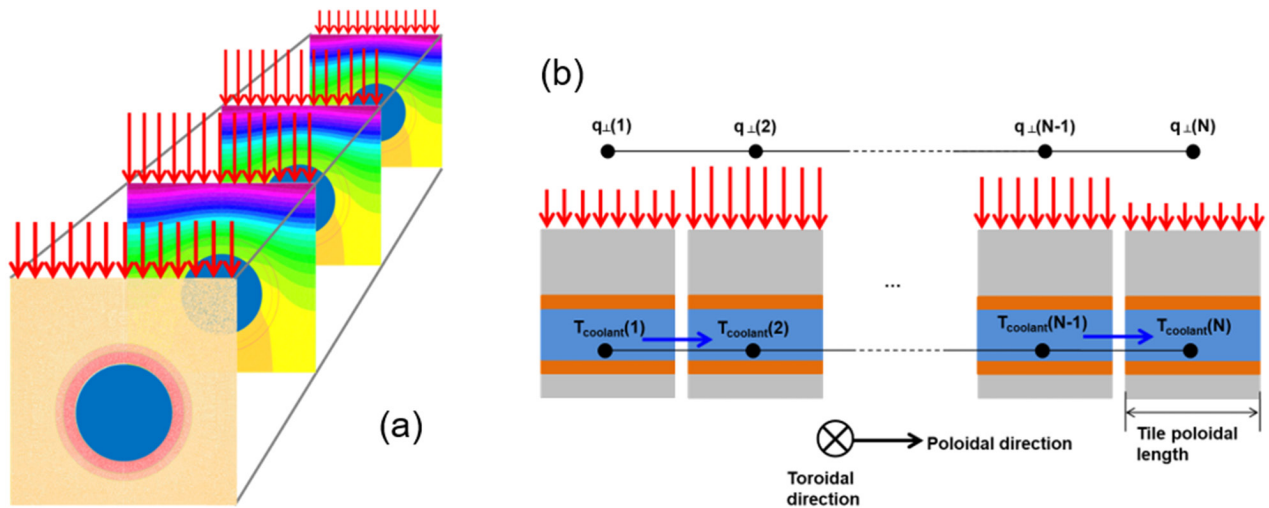 (a)
(b)
q⊥(1) q⊥(2) q⊥(N-1) q⊥(N)
...
Tcoolant(1) Tcoolant(2) Tcoolant(N-1) Tcoolant(N)
Poloidal direction
Toroidal
direction
Tile poloidal
length